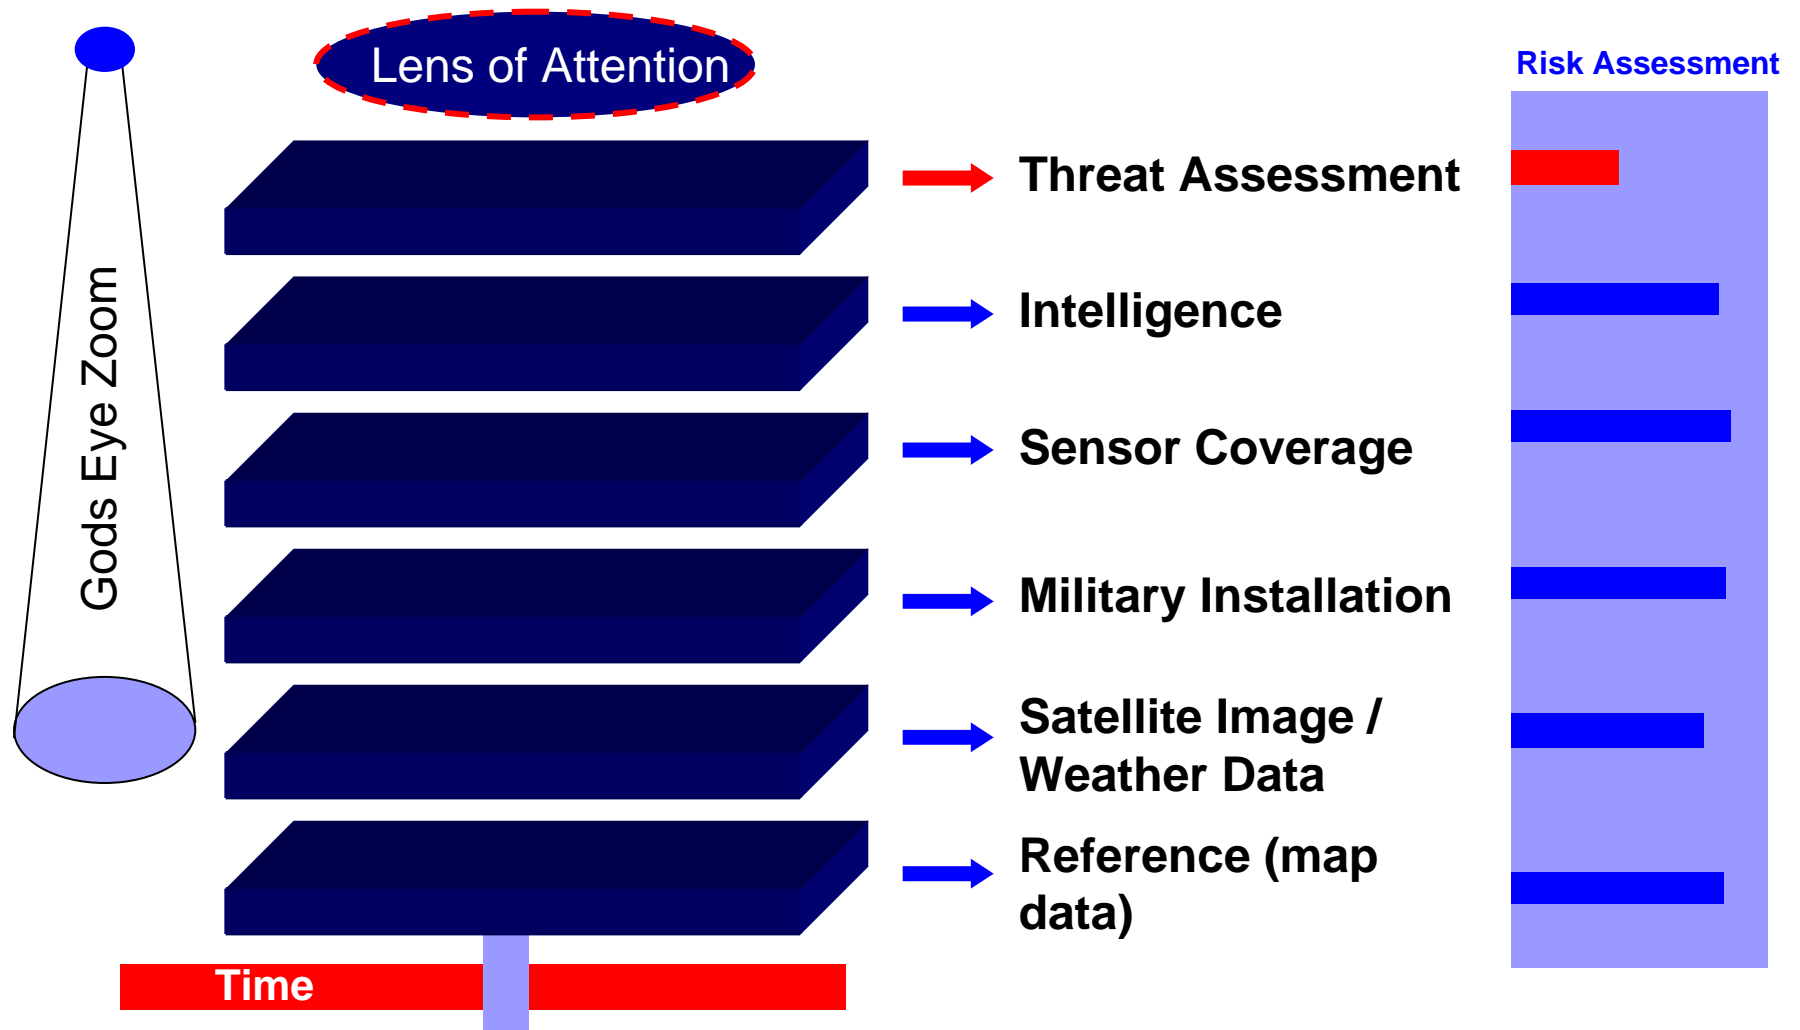 Lens of Attention
Risk Assessment
Gods Eye Zoom
Threat Assessment
Intelligence
Sensor Coverage
Military Installation
Satellite Image /
Weather Data
Reference (map
data)
Time